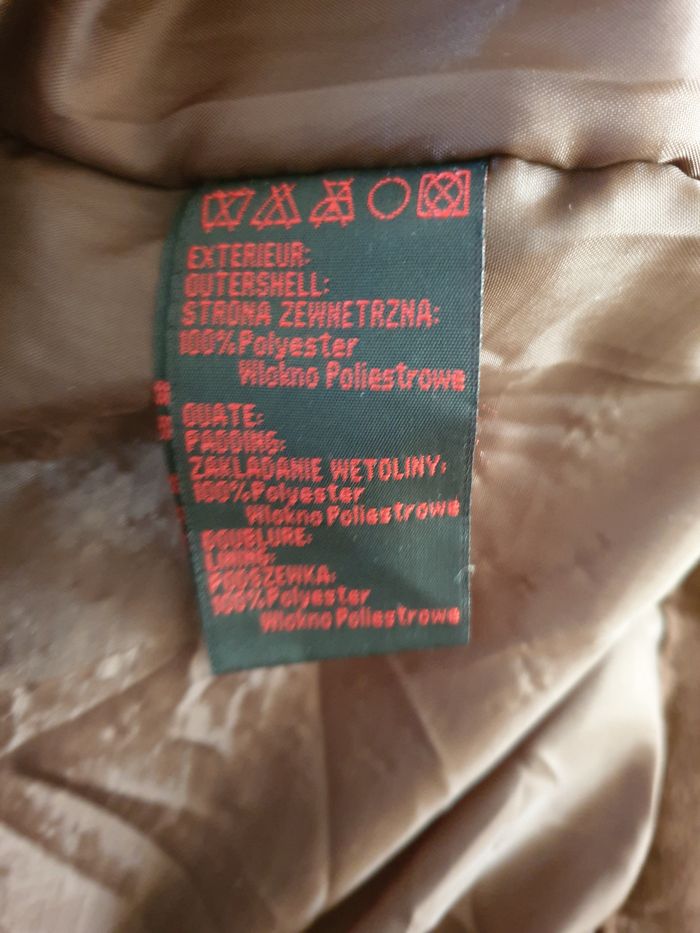 EXTERIEUR:
OUTERSHELL:
STRONA ZEWNETRZNA:
100%Polyester
Wlokno Poliestrowe
OUATE:
PADDING:
ZAKLADANIE WETOLINY:
100%Polyester
Wlokno Poliestrowe
DOUBLURE:
LINING:
PODSZEWKA:
100%Polyester
Wlokno Poliestrowe